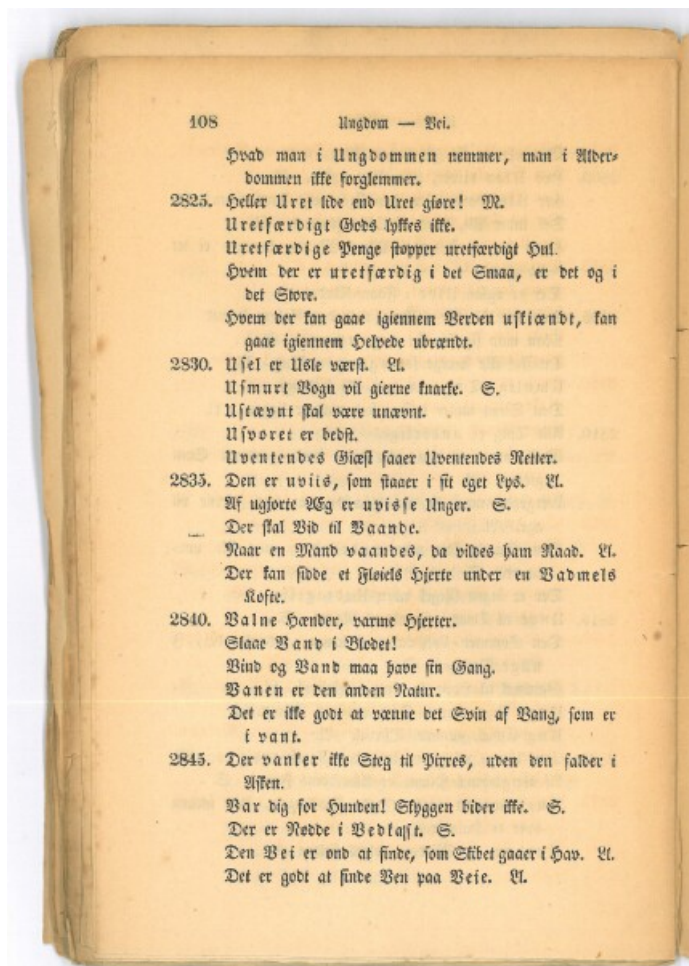 108 Ungdom — Vei.
Hvad man i Ungdommen nemmer, man i Alder-
dommen ikke forglemmer.
2825. Heller Uret lide end Uret giøre! M.
Uretfærdigt Gods lykkes ikke.
Uretfærdige Penge stopper uretfærdigt Hul.
Hvem der er uretfærdig i det Smaa, er det og i
det Store.
Hvem der kan gaae igiennem Verden uskiændt, kan
gaae igiennem Helvede ubrændt.
2830. Usel er Usle værst. Ll.
Usmurt Vogn vil gierne knarke. S.
Ustævnt skal være unævnt.
Usvoret er bedst.
Uventendes Giæst faaer Uventendes Retter.
2835. Den er uviis, som staaer i sit eget Lys. Ll.
Af ugjorte Æg er uvisse Unger. S.
Der skal Vid til Vaande.
Naar en Mand vaandes, da vildes ham Raad. Ll.
Der kan sidde et Fløiels Hjerte under en Vadmels
Kofte.
2840. Valne Hænder, varme Hjerter.
Slaae Vand i Blodet!
Vind og Vand maa have sin Gang.
Vanen er den anden Natur.
Det er ikke godt at vænne det Svin af Vang, som er
i vant.
2845. Der vanker ikke Steg til Pirres, uden den falder i
Asken.
Var dig for Hunden! Skyggen bider ikke. S.
Der er Nødde i Vedkasst. S.
Den Vei er ond at finde, som Skibet gaaer i Hav. Ll.
Det er godt at finde Ven paa Veie. Ll.